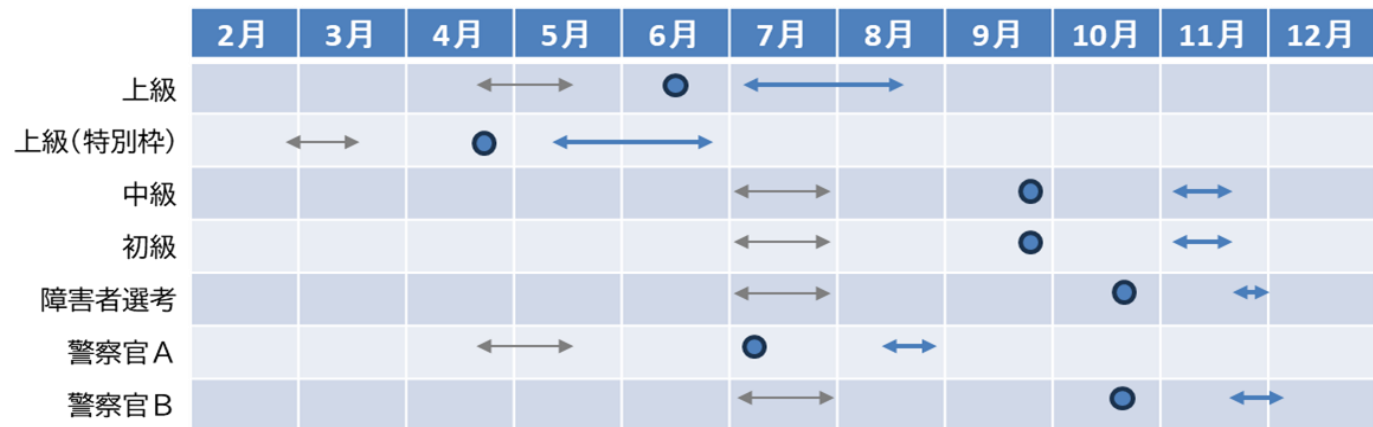 2月 3月 4月 5月 6月 7月 8月 9月 10月 11月 12月
上級
上級(特別枠)
中級
初級
障害者選考
警察官A
警察官B